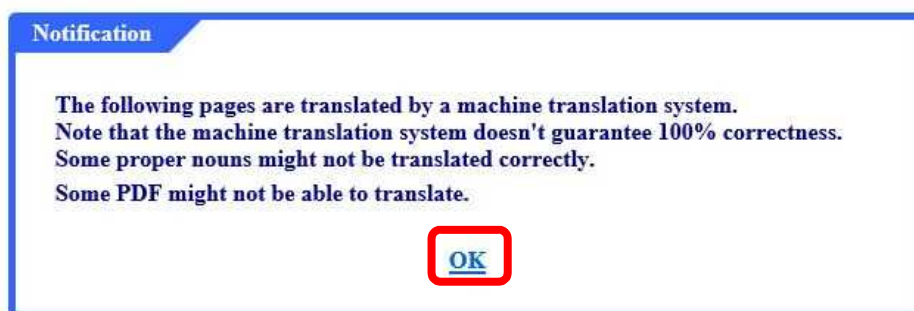 Notification
The following pages are translated by a machine translation system.
Note that the machine translation system doesn't guarantee 100% correctness.
Some proper nouns might not be translated correctly.
Some PDF might not be able to translate.
OK